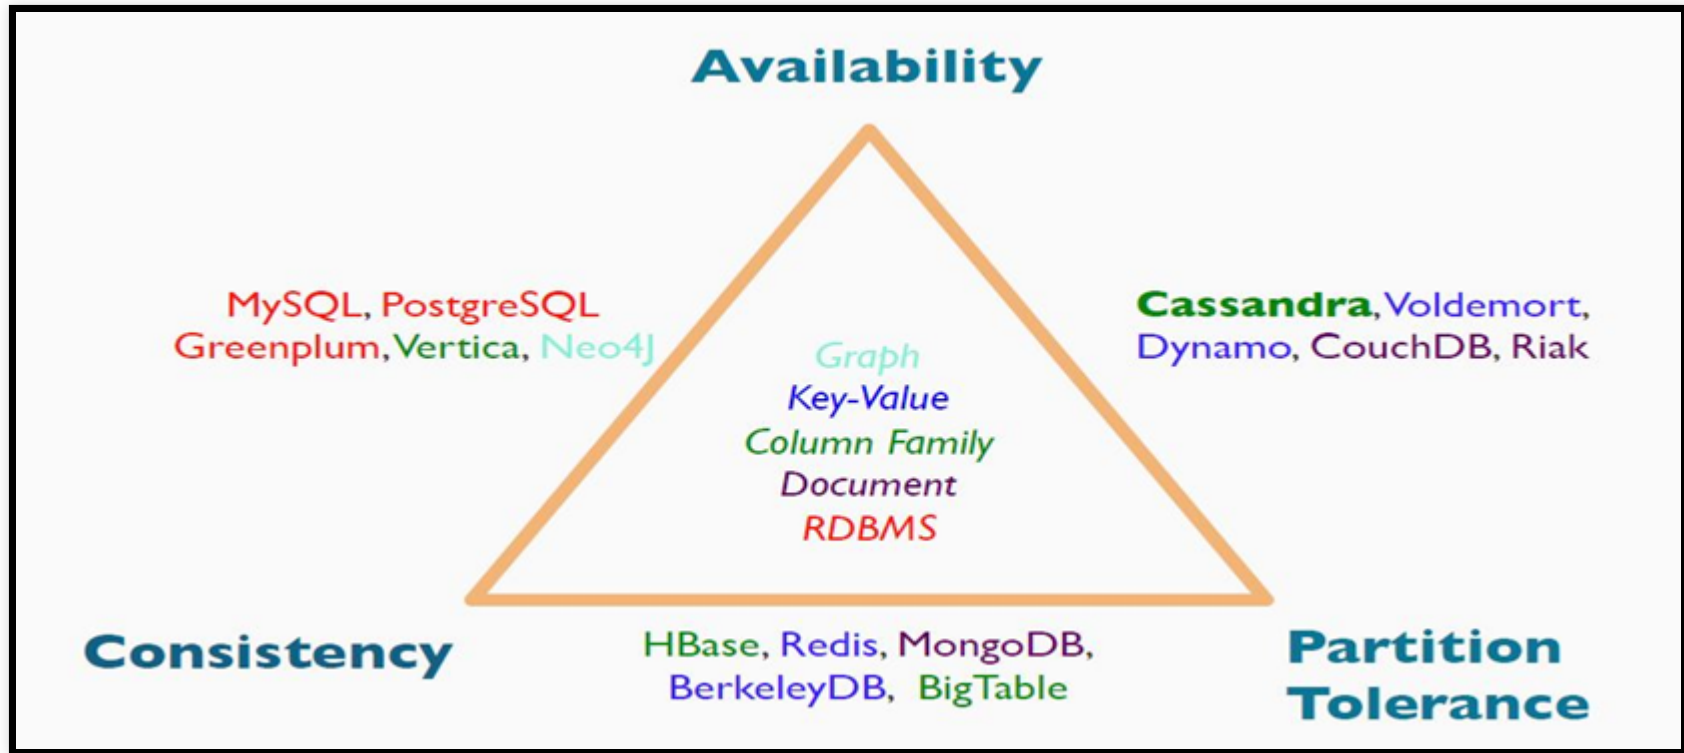 Availability
MySQL, PostgreSQL
Greenplum, Vertica, Neo4J
Cassandra, Voldemort,
Dynamo, CouchDB, Riak
Graph
Key-Value
Column Family
Document
RDBMS
Consistency
HBase, Redis, MongoDB,
BerkeleyDB, BigTable
Partition
Tolerance